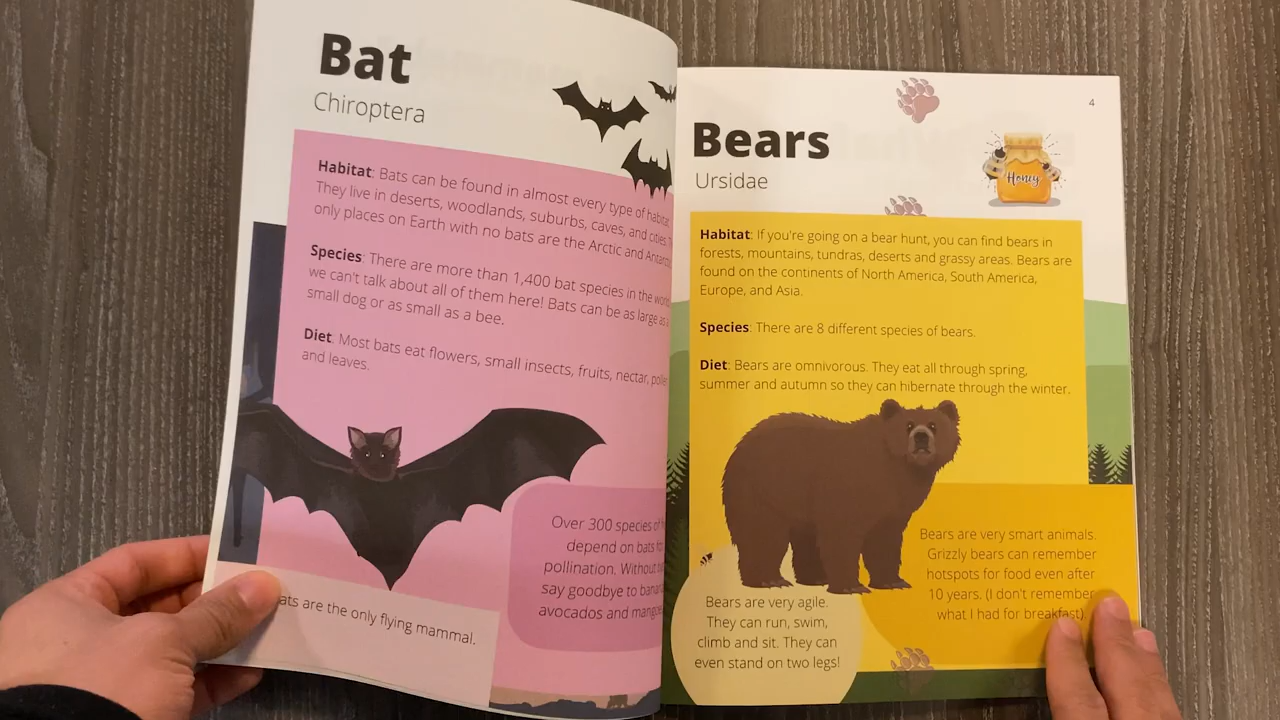 Bat
Chiroptera
Habitat: Bats can be found in almost every type of habitat
They live in deserts, woodlands, suburbs, caves, and cities
only places on Earth with no bats are the Arctic and
Species: There are more than 1,400 bat species in the
we can't talk about all of them here! Bats can be as large as a
small dog or as small as a bee.
Diet: Most bats eat flowers, small insects, fruits, nectar,
and leaves.
Over 300 species of
depend on bats
pollination. Without
say goodbye to
avocados and
are the only flying mammal.
4
Bears
Ursidae
Honey
Habitat: If you're going on a bear hunt, you can find bears in
forests, mountains, tundras, deserts and grassy areas. Bears are
found on the continents of North America, South America,
Europe, and Asia.
Species: There are 8 different species of bears.
Diet: Bears are omnivorous. They eat all through spring,
summer and autumn so they can hibernate through the winter.
Bears are very smart animals.
Grizzly bears can remember
hotspots for food even after
10 years. (I don't remember
what I had for breakfast).
Bears are very agile.
They can run, swim,
climb and sit. They can
even stand on two legs!